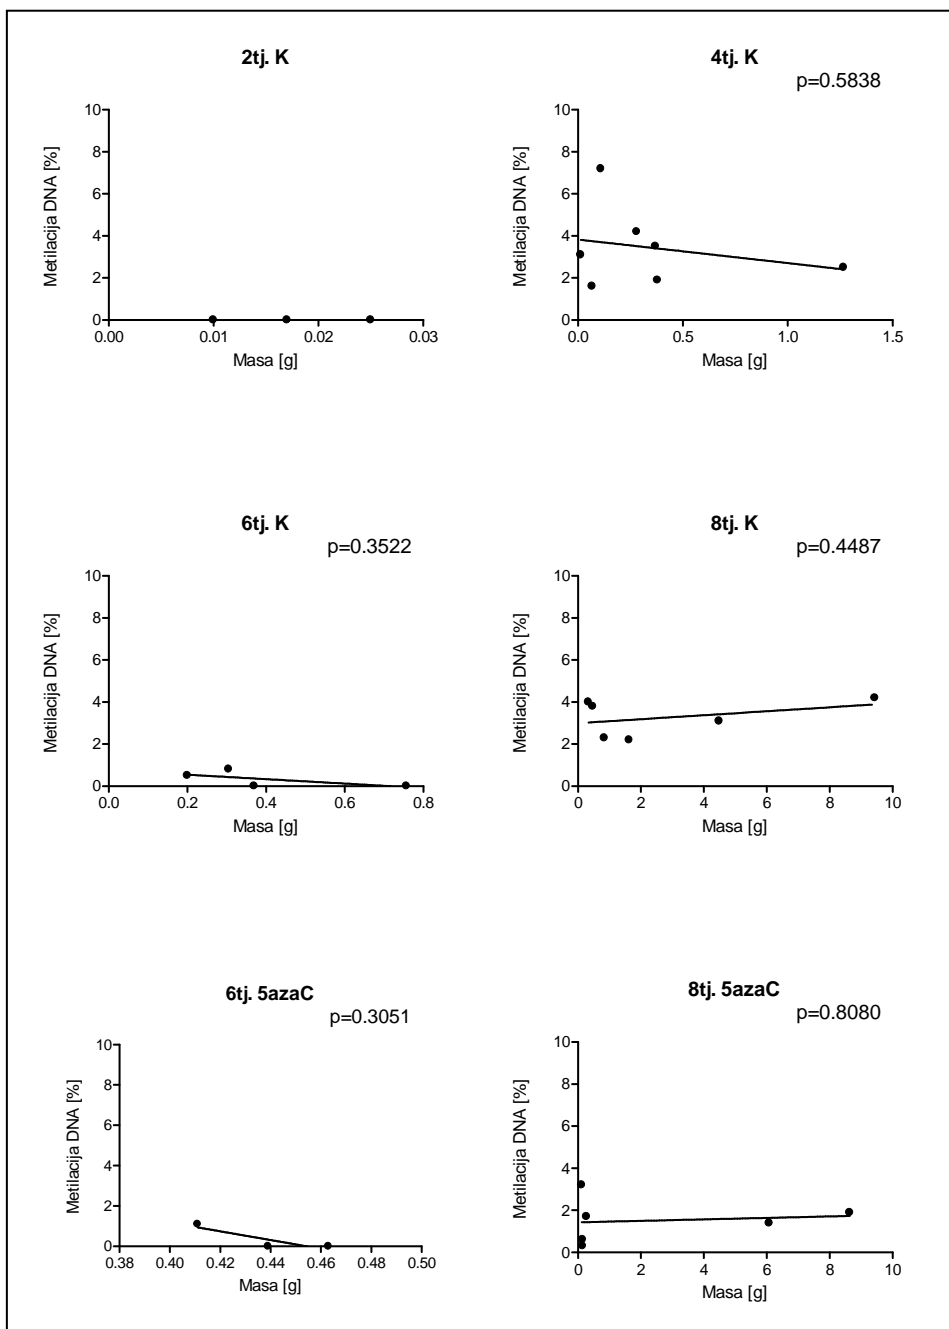 2tj. K
Metilacija DNA [%]
10
8
6
4
2
0
0.00 0.01 0.02 0.03
Masa [g]
4tj. K
p=0.5838
Metilacija DNA [%]
10
8
6
4
2
0
0.0 0.5 1.0 1.5
Masa [g]
6tj. K
p=0.3522
Metilacija DNA [%]
10
8
6
4
2
0
0.0 0.2 0.4 0.6 0.8
Masa [g]
8tj. K
p=0.4487
Metilacija DNA [%]
10
8
6
4
2
0
0 2 4 6 8 10
Masa [g]
6tj. 5azaC
p=0.3051
Metilacija DNA [%]
10
8
6
4
2
0
0.38 0.40 0.42 0.44 0.46 0.48 0.50
Masa [g]
8tj. 5azaC
p=0.8080
Metilacija DNA [%]
10
8
6
4
2
0
0 2 4 6 8 10
Masa [g]